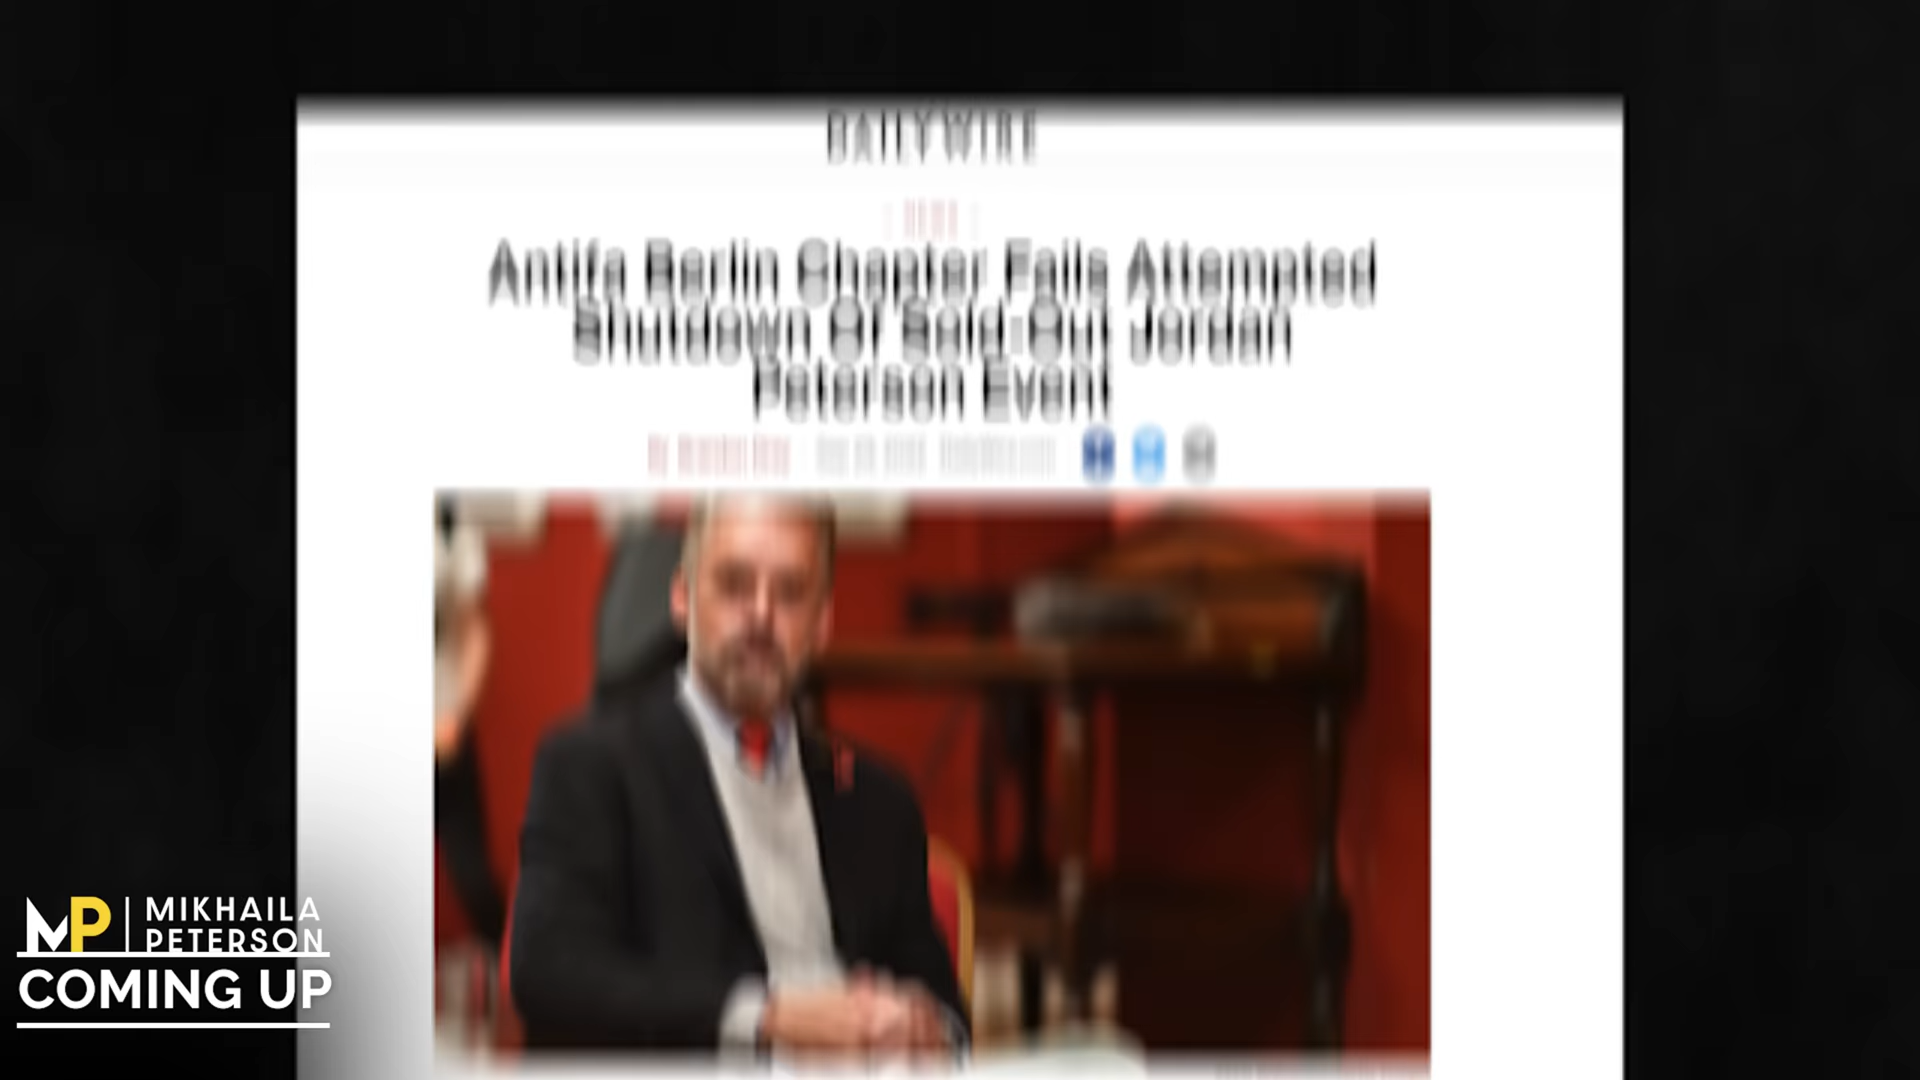 DAILYWIRE
Antifa Berlin Chapter Fails Attempted
Shutdown Of Sold-Out Jordan
Peterson Event
MP MIKHAILA
PETERSON
COMING UP